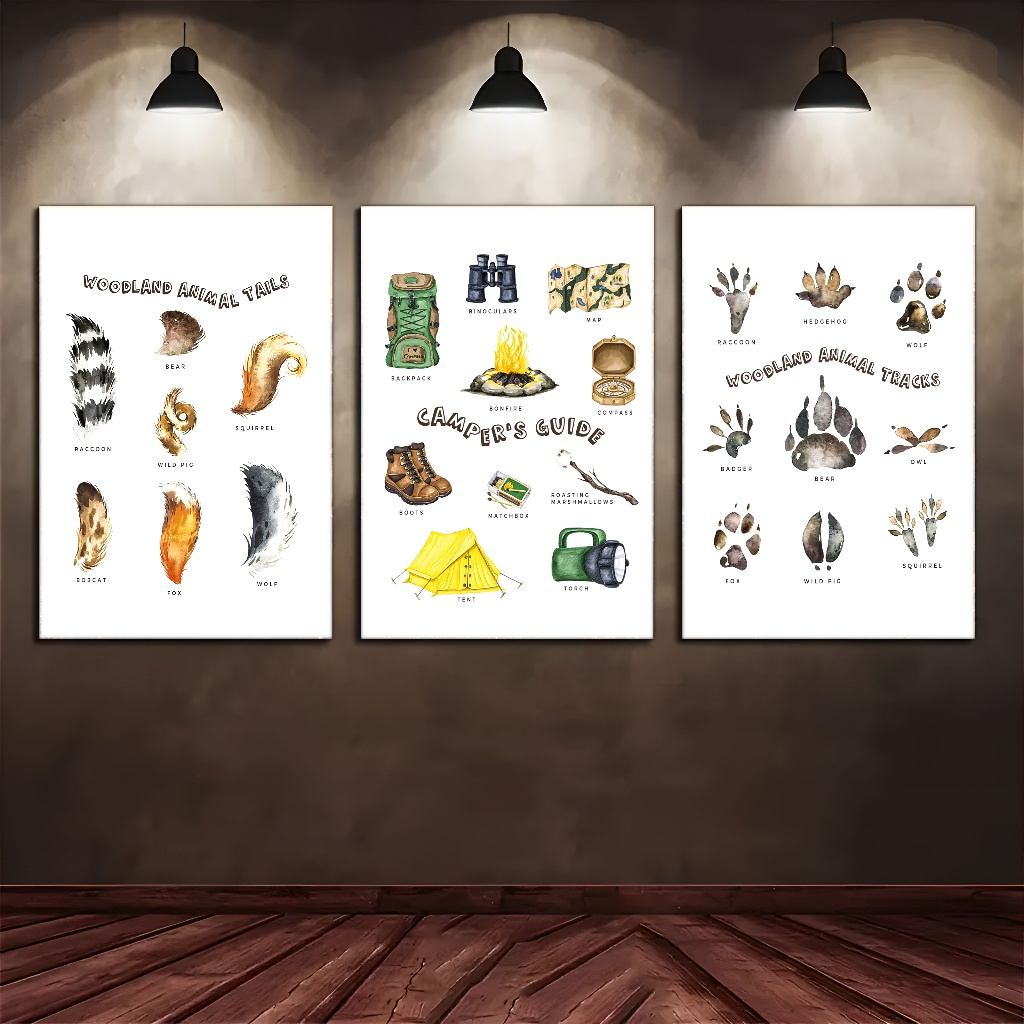 WOODLAND ANIMAL TAILS
RACCOON
BEAR
SQUIRREL
WILD PIG
BOBCAT
FOX
WOLF
BACKPACK
BINOCULARS
MAP
BONFIRE
COMPASS
CAMPER'S GUIDE
BOOTS
MATCHBOX
ROASTING
MARSHMALLOWS
TENT
TORCH
RACCOON
HEDGEHOG
WOLF
WOODLAND ANIMAL TRACKS
BADGER
BEAR
OWL
FOX
WILD PIG
SQUIRREL